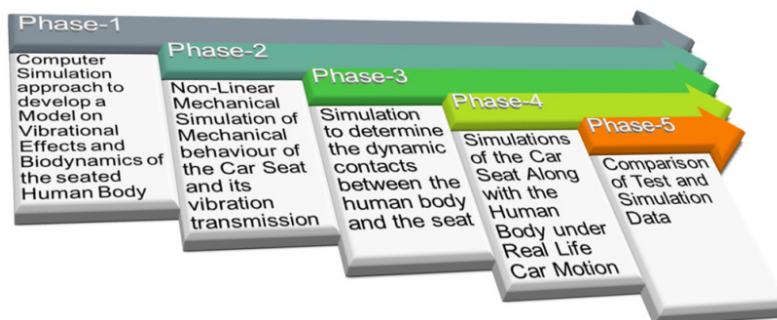 Phase-1
Computer
Simulation
approach to
develop a
Model on
Vibrational
Effects and
Biodynamics of
the seated
Human Body
Phase-2
Non-Linear
Mechanical
Simulation of
Mechanical
behaviour of
the Car Seat
and its
vibration
transmission
Phase-3
Simulation
to determine
the dynamic
contacts
between the
human body
and the seat
Phase-4
Simulations
of the Car
Seat Along
with the
Human
Body under
Real Life
Car Motion
Phase-5
Comparison
of Test and
Simulation
Data